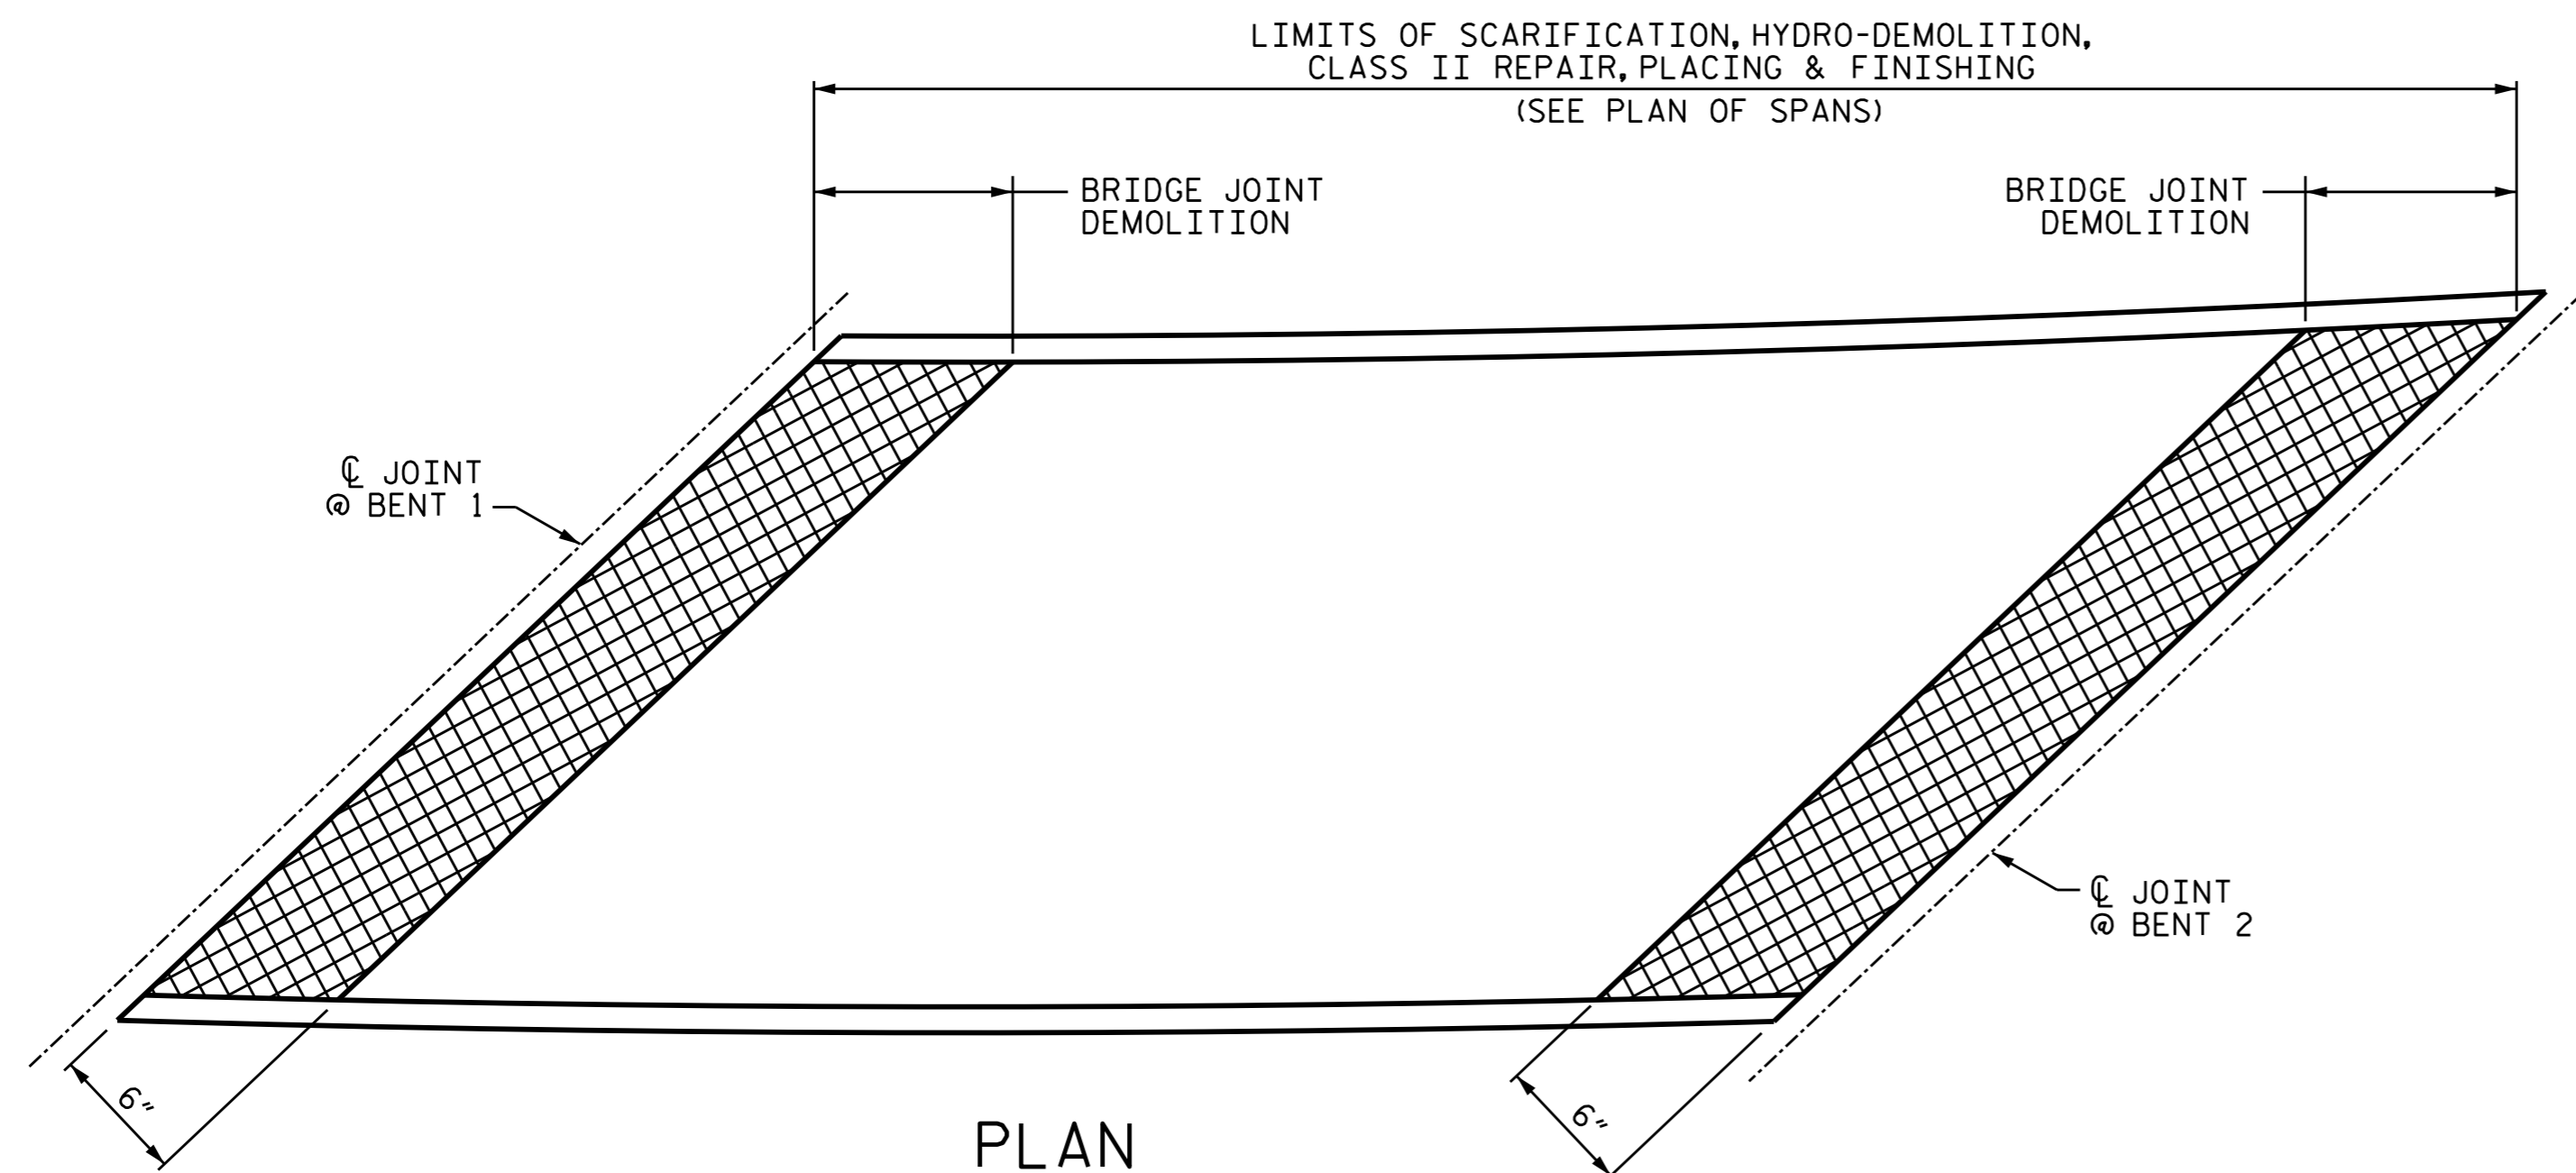 LIMITS OF SCARIFICATION, HYDRO-DEMOLITION,
CLASS II REPAIR, PLACING & FINISHING
(SEE PLAN OF SPANS)
BRIDGE JOINT
DEMOLITION
BRIDGE JOINT
DEMOLITION
℄ JOINT
@ BENT 1
℄ JOINT
@ BENT 2
6"
6"
PLAN